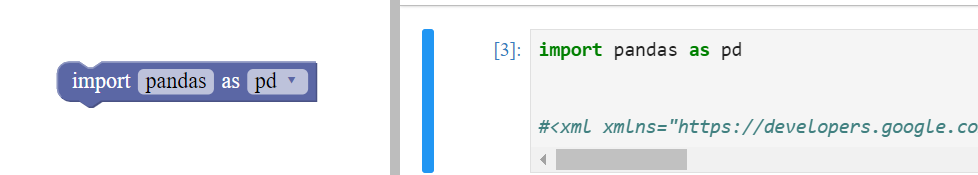 import pandas as pd
[3]: import pandas as pd
#<xml xmlns="https://developers.google.co